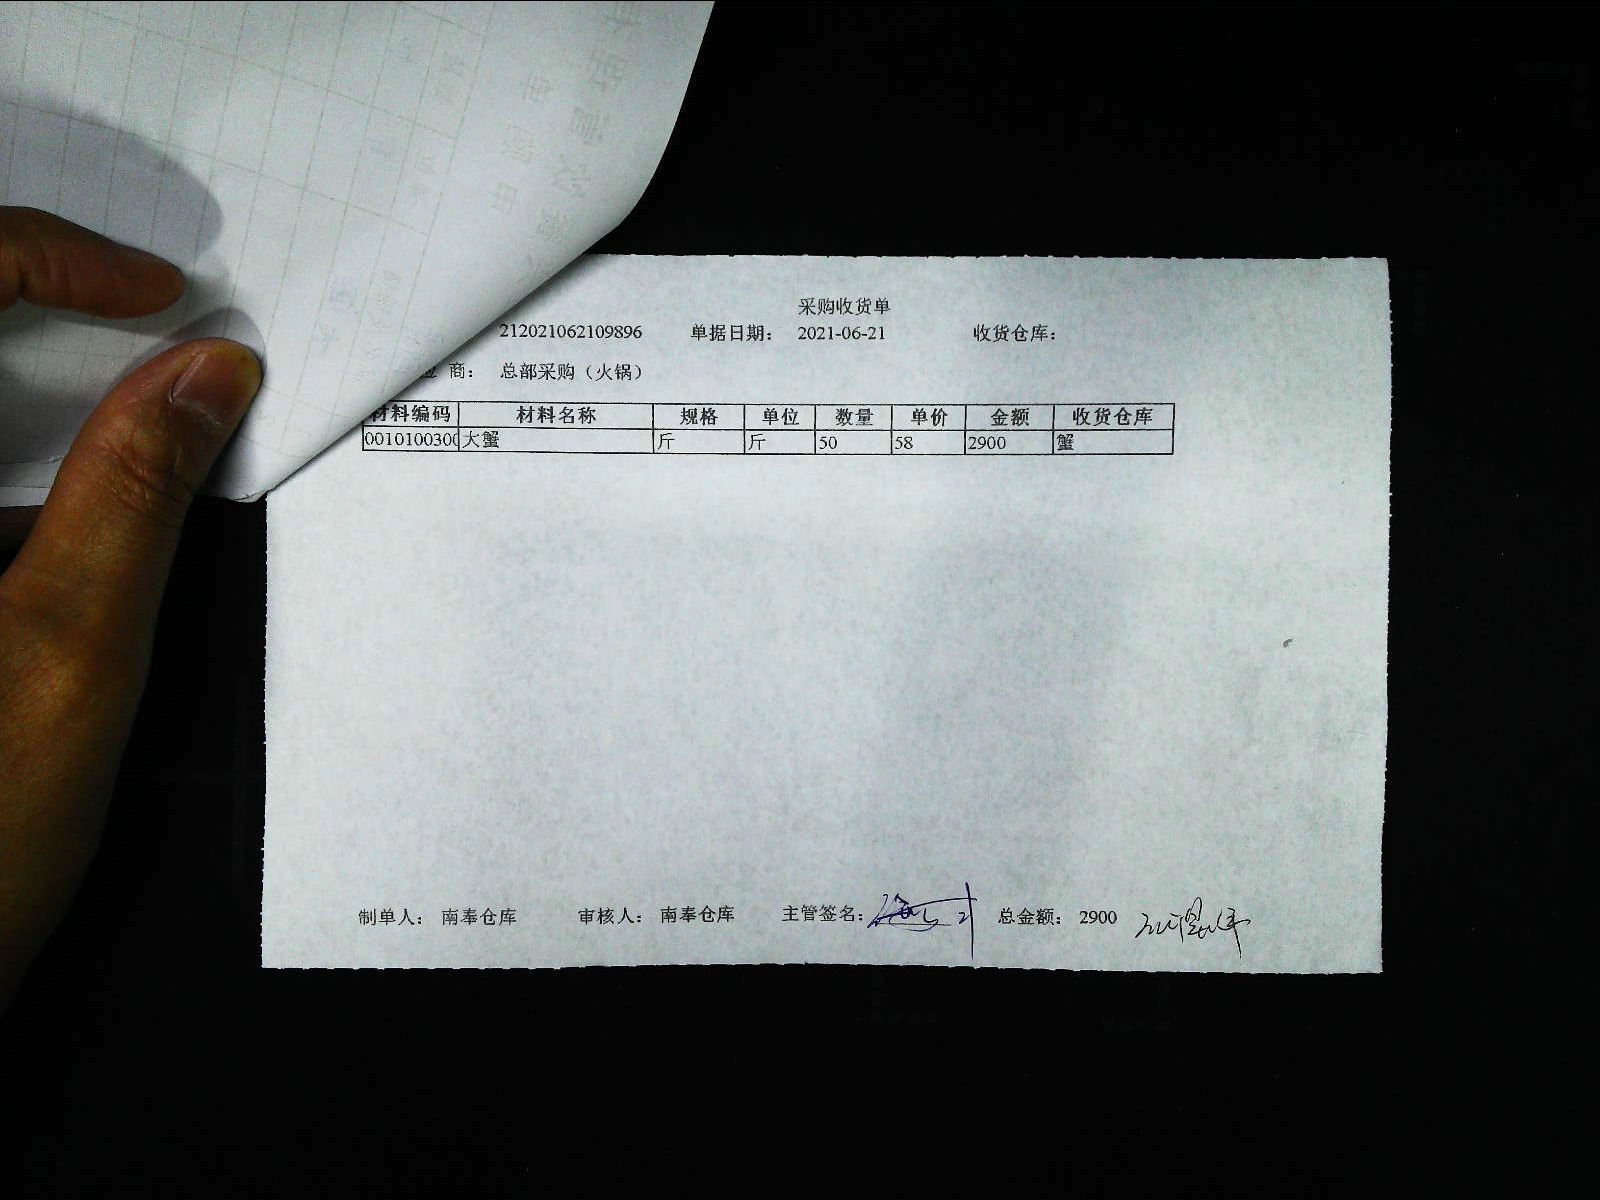 采购收货单
212021062109896 单据日期： 2021-06-21 收货仓库：
应 商： 总部采购（火锅）
材料编码 材料名称 规格 单位 数量 单价 金额 收货仓库
0010100300 大蟹 斤 斤 50 58 2900 蟹
制单人： 南奉仓库 审核人： 南奉仓库 主管签名： 总金额： 2900